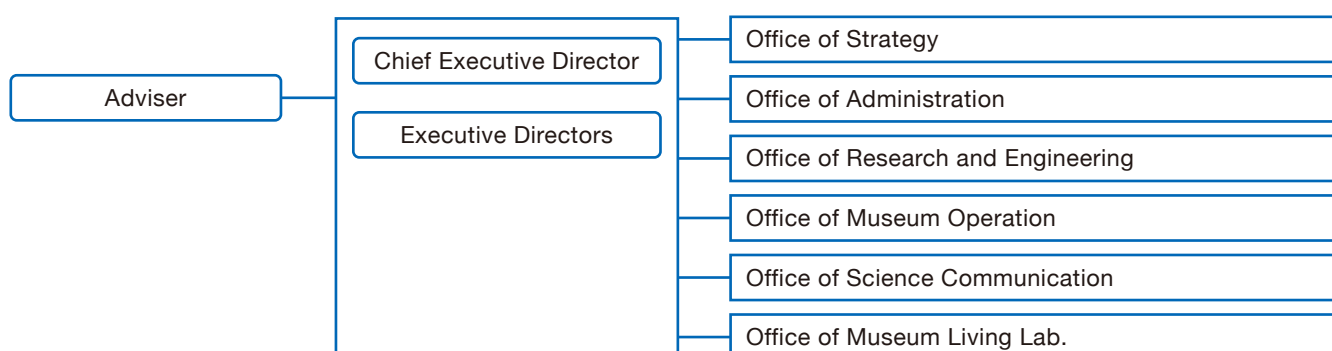 Adviser
Chief Executive Director
Executive Directors
Office of Strategy
Office of Administration
Office of Research and Engineering
Office of Museum Operation
Office of Science Communication
Office of Museum Living Lab.